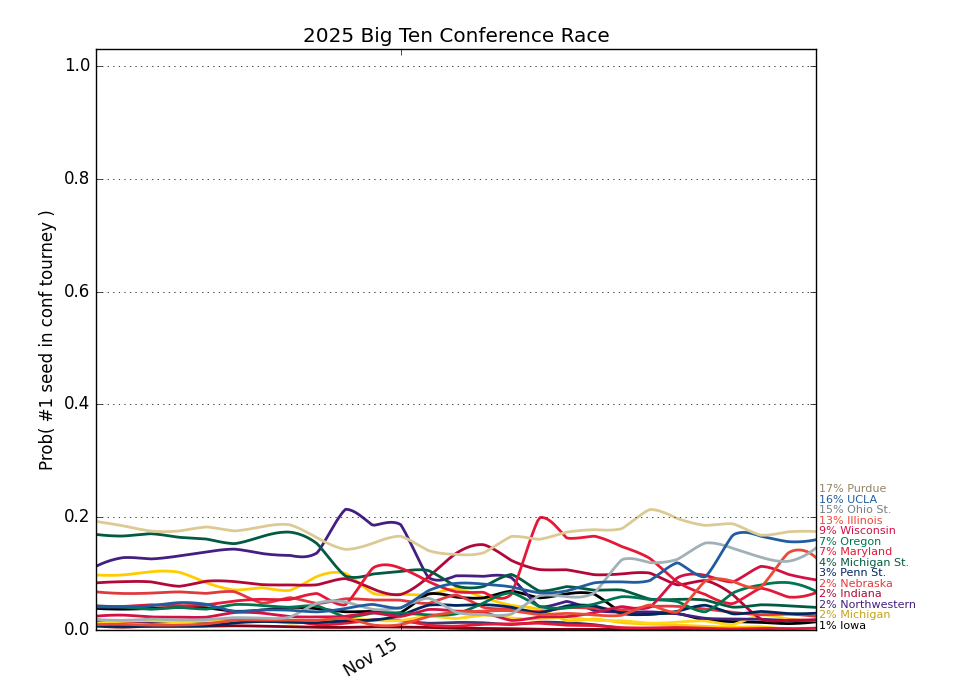 2025 Big Ten Conference Race
Prob( #1 seed in conf tourney )
1.0
0.8
0.6
0.4
0.2
0.0
Nov 15
17% Purdue
16% UCLA
15% Ohio St.
13% Illinois
9% Wisconsin
7% Oregon
7% Maryland
4% Michigan St.
3% Penn St.
2% Nebraska
2% Indiana
2% Northwestern
2% Michigan
1% Iowa